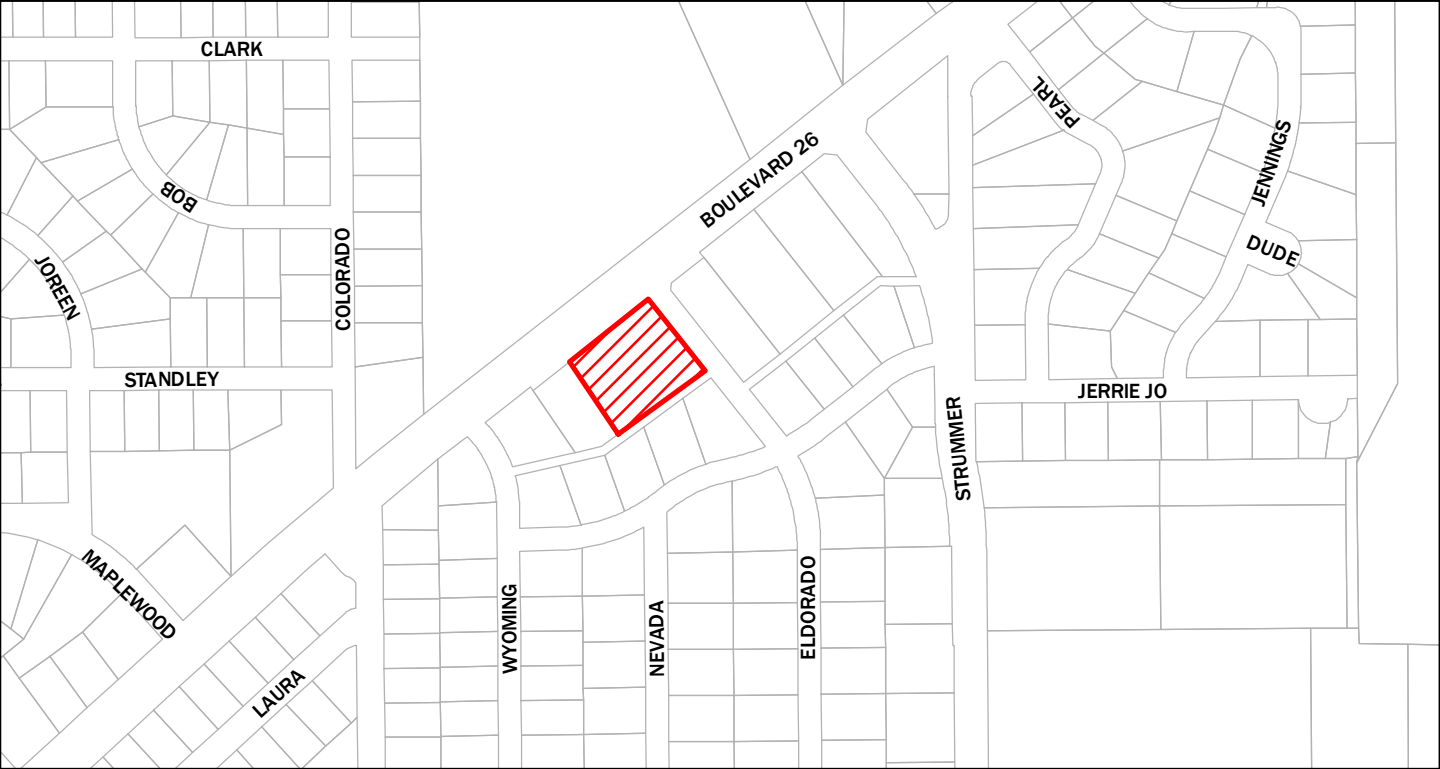 CLARK
BOULEVARD 26
PEARL
JENNINGS
BOB
DUDE
JOREEN
COLORADO
STANDLEY
JERRIE JO
STRUMMER
MAPLEWOOD
WYOMING
NEVADA
ELDORADO
LAURA